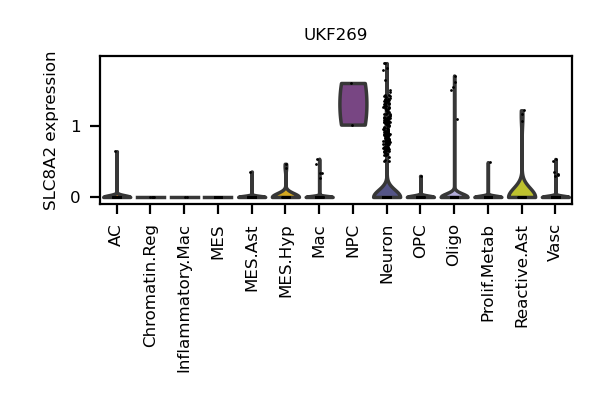 UKF269
SLC8A2 expression
1
0
AC
Chromatin.Reg
Inflammatory.Mac
MES
MES.Ast
MES.Hyp
Mac
NPC
Neuron
OPC
Oligo
Prolif.Metab
Reactive.Ast
Vasc